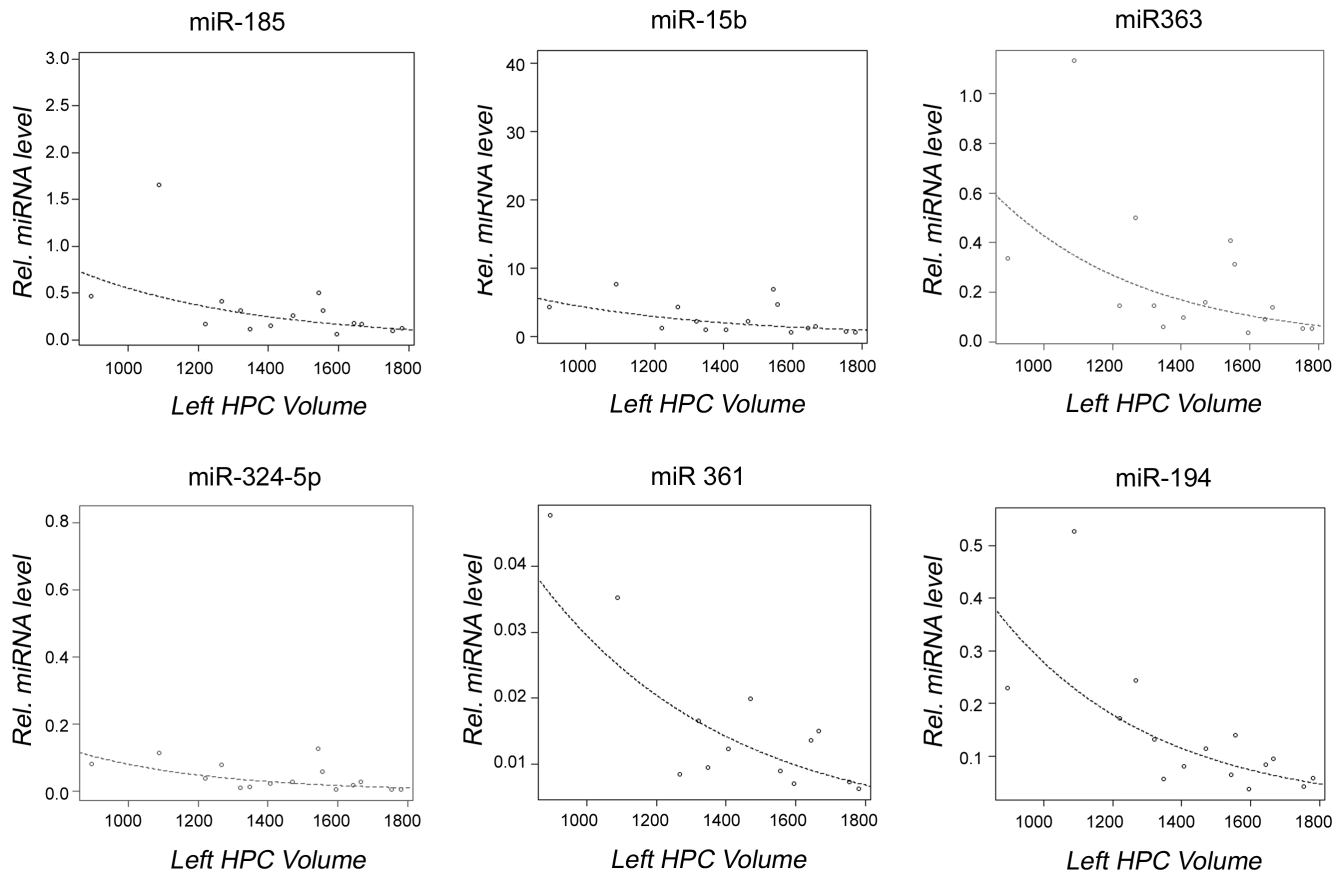 miR-185
miR-15b
miR363
Rel. miRNA level
3.0
2.5
2.0
1.5
1.0
0.5
0.0
1000 1200 1400 1600 1800
Left HPC Volume
Rel. miRNA level
40
30
20
10
0
1000 1200 1400 1600 1800
Left HPC Volume
Rel. miRNA level
1.0
0.8
0.6
0.4
0.2
0.0
1000 1200 1400 1600 1800
Left HPC Volume
miR-324-5p
miR 361
miR-194
Rel. miRNA level
0.8
0.6
0.4
0.2
0.0
1000 1200 1400 1600 1800
Left HPC Volume
Rel. miRNA level
0.04
0.03
0.02
0.01
1000 1200 1400 1600 1800
Left HPC Volume
Rel. miRNA level
0.5
0.4
0.3
0.2
0.1
1000 1200 1400 1600 1800
Left HPC Volume